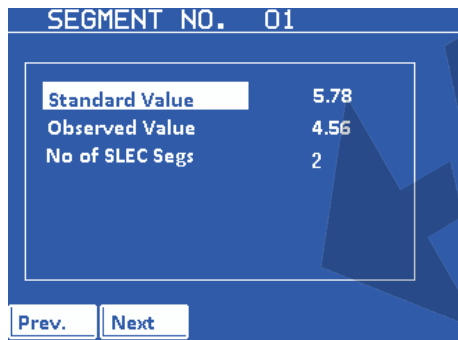 SEGMENT NO. 01
Standard Value 5.78
Observed Value 4.56
No of SLEC Segs 2
Prev. Next